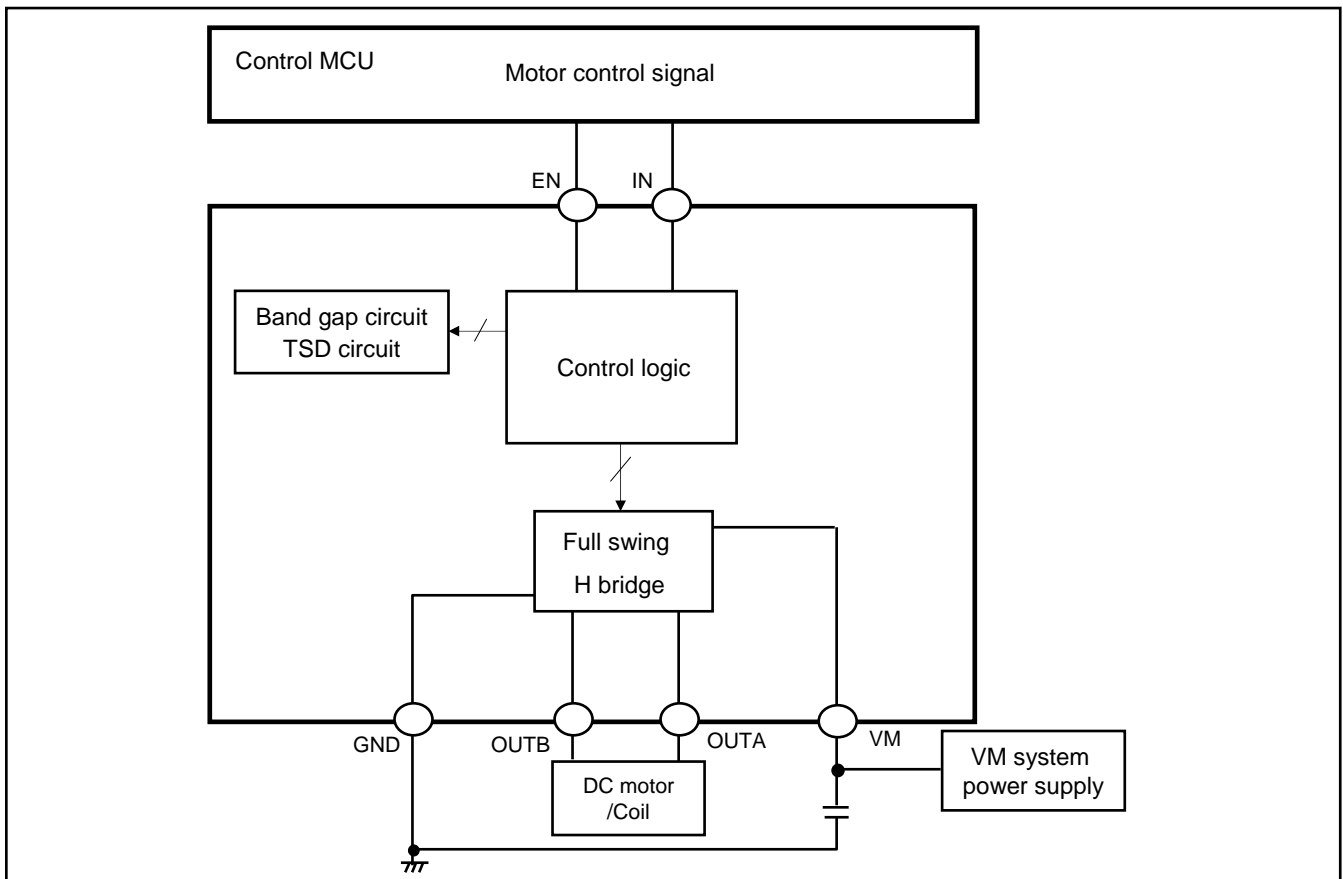 Control MCU
Motor control signal
EN
IN
Band gap circuit
TSD circuit
Control logic
Full swing
H bridge
GND
OUTB
OUTA
VM
DC motor
/Coil
VM system
power supply